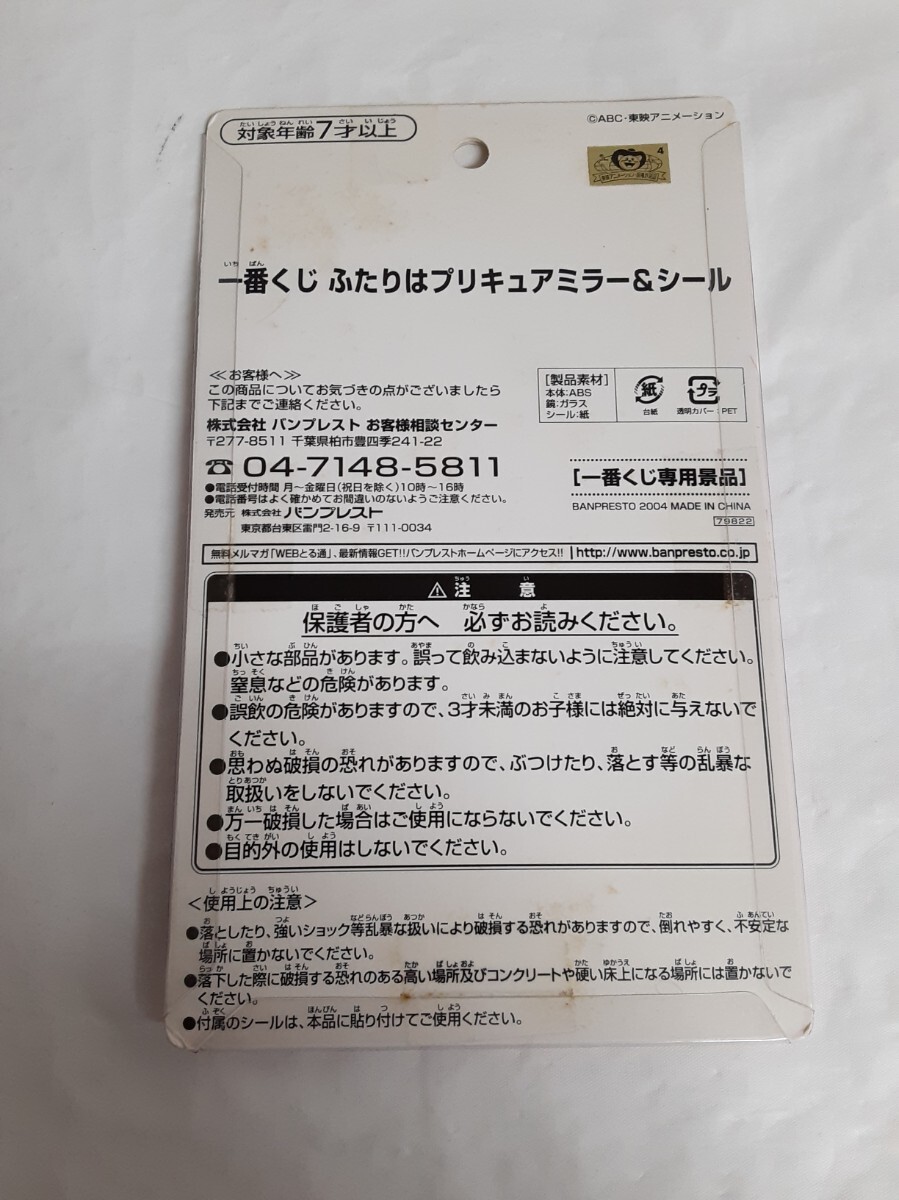 対象年齢7才以上
©ABC・東映アニメーション
4
一番くじ ふたりはプリキュアミラー&シール
≪お客様へ≫
この商品についてお気づきの点がございましたら
下記までご連絡ください。
株式会社 バンプレスト お客様相談センター
〒277-8511 千葉県柏市豊四季241-22
☎ 04-7148-5811
●電話受付時間 月〜金曜日(祝日を除く)10時〜16時
●電話番号はよく確かめてお間違いのないようご注意ください。
発売元 株式会社 バンプレスト
東京都台東区雷門2-16-9 〒111-0034
[製品素材]
本体:ABS
鏡:ガラス
シール:紙
紙
台紙
プラ
透明カバー:PET
[一番くじ専用景品]
BANPRESTO 2004 MADE IN CHINA
79822
無料メルマガ「WEBとる通」、最新情報GET!!バンプレストホームページにアクセス!! http://www.banpresto.co.jp
⚠注意
保護者の方へ 必ずお読みください。
●小さな部品があります。誤って飲み込まないように注意してください。
窒息などの危険があります。
●誤飲の危険がありますので、3才未満のお子様には絶対に与えないで
ください。
●思わぬ破損の恐れがありますので、ぶつけたり、落とす等の乱暴な
取扱いをしないでください。
●万一破損した場合はご使用にならないでください。
●目的外の使用はしないでください。
<使用上の注意>
●落としたり、強いショック等乱暴な扱いにより破損する恐れがありますので、倒れやすく、不安定な
場所に置かないでください。
●落下した際に破損する恐れのある高い場所及びコンクリートや硬い床上になる場所には置かないで
ください。
●付属のシールは、本品に貼り付けてご使用ください。